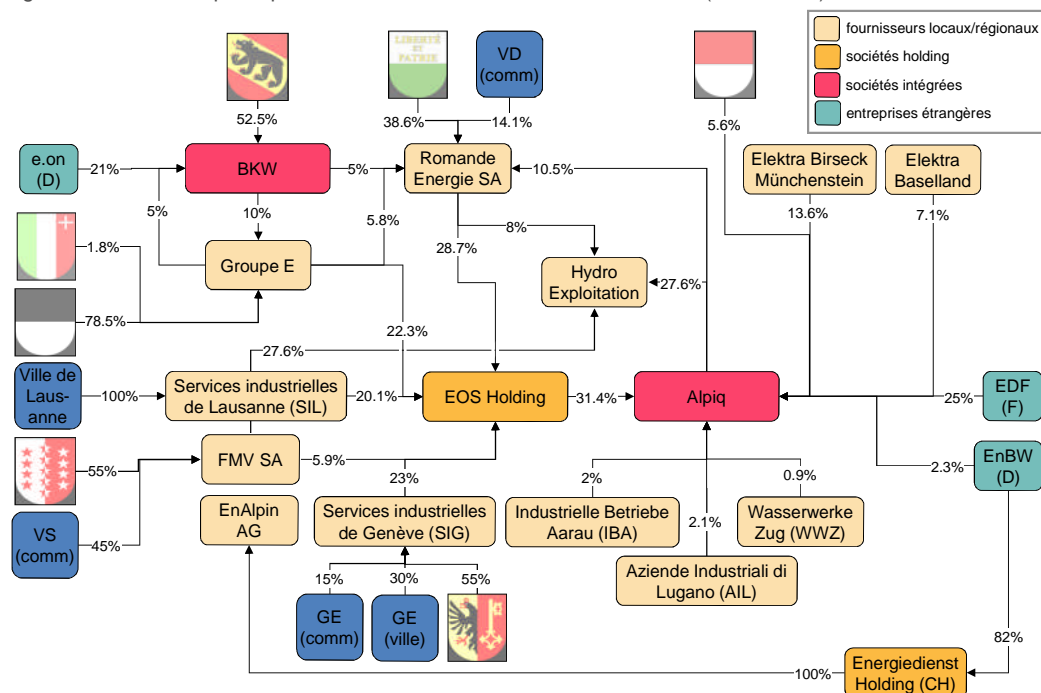 fournisseurs locaux/régionaux
sociétés holding
sociétés intégrées
entreprises étrangères
LIBERTÉ
ET
PATRIE
VD
(comm)
52.5%
38.6%
14.1%
5.6%
e.on
(D)
21%
BKW
5%
Romande
Energie SA
10.5%
Elektra Birseck
Münchenstein
Elektra
Baselland
5%
10%
5.8%
13.6%
7.1%
1.8%
Groupe E
28.7%
8%
Hydro
Exploitation
27.6%
78.5%
22.3%
27.6%
Ville de
Laus-
anne
100%
Services industrielles
de Lausanne (SIL)
20.1%
EOS Holding
31.4%
Alpiq
25%
EDF
(F)
55%
FMV SA
5.9%
2.3%
EnBW
(D)
23%
2%
0.9%
VS
(comm)
45%
EnAlpin
AG
Services industrielles
de Genève (SIG)
Industrielle Betriebe
Aarau (IBA)
2.1%
Wasserwerke
Zug (WWZ)
15%
30%
55%
Aziende Industriali di
Lugano (AIL)
GE
(comm)
GE
(ville)
82%
100%
Energiedienst
Holding (CH)